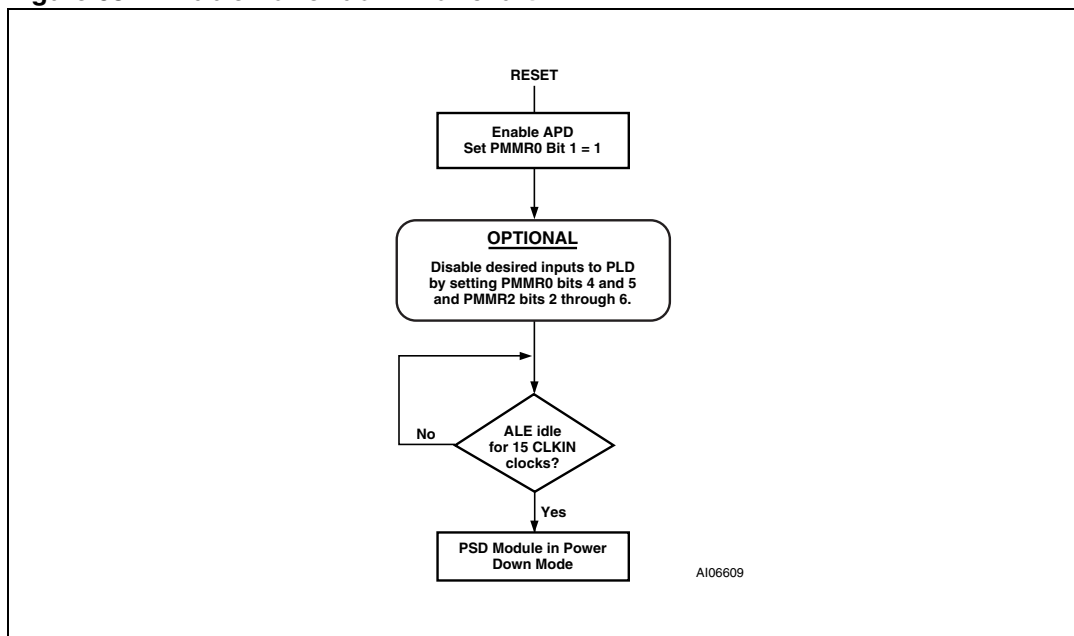 RESET
Enable APD
Set PMMR0 Bit 1 = 1
OPTIONAL
Disable desired inputs to PLD
by setting PMMR0 bits 4 and 5
and PMMR2 bits 2 through 6.
No
ALE idle
for 15 CLKIN
clocks?
Yes
PSD Module in Power
Down Mode
AI06609